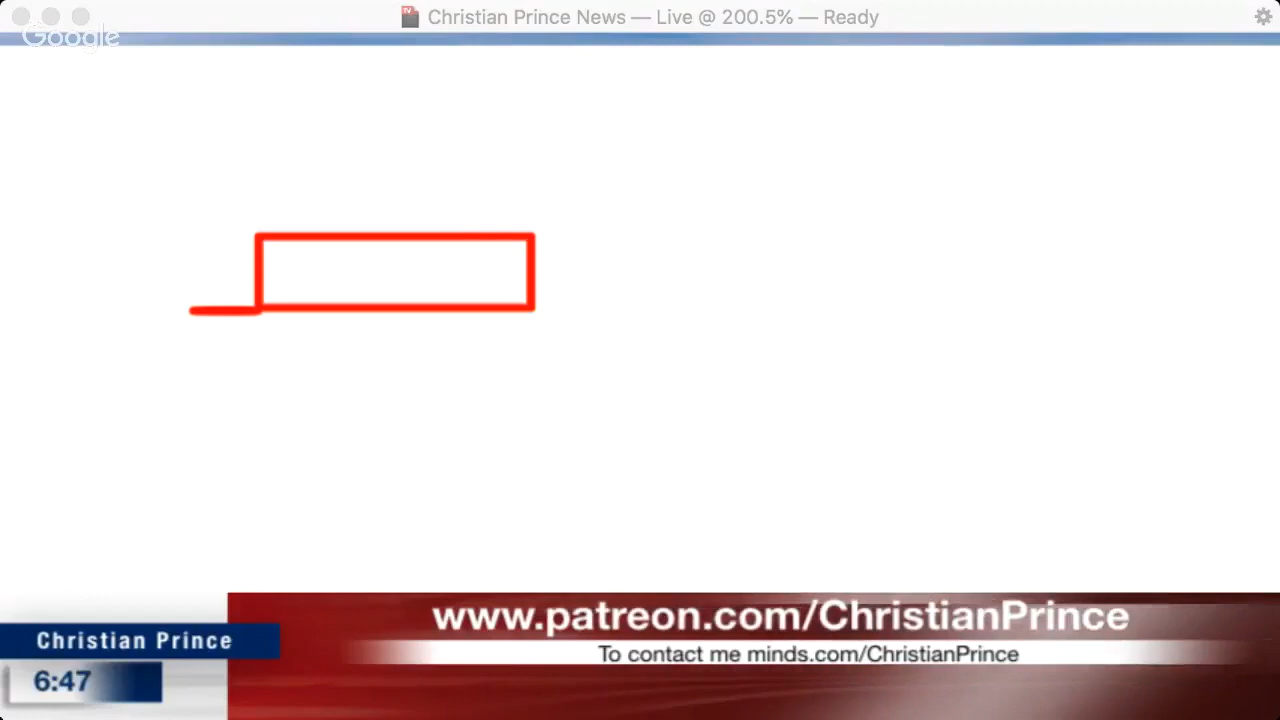 Christian Prince News — Live @ 200.5% — Ready
Google
www.patreon.com/ChristianPrince
To contact me minds.com/ChristianPrince
Christian Prince
6:47